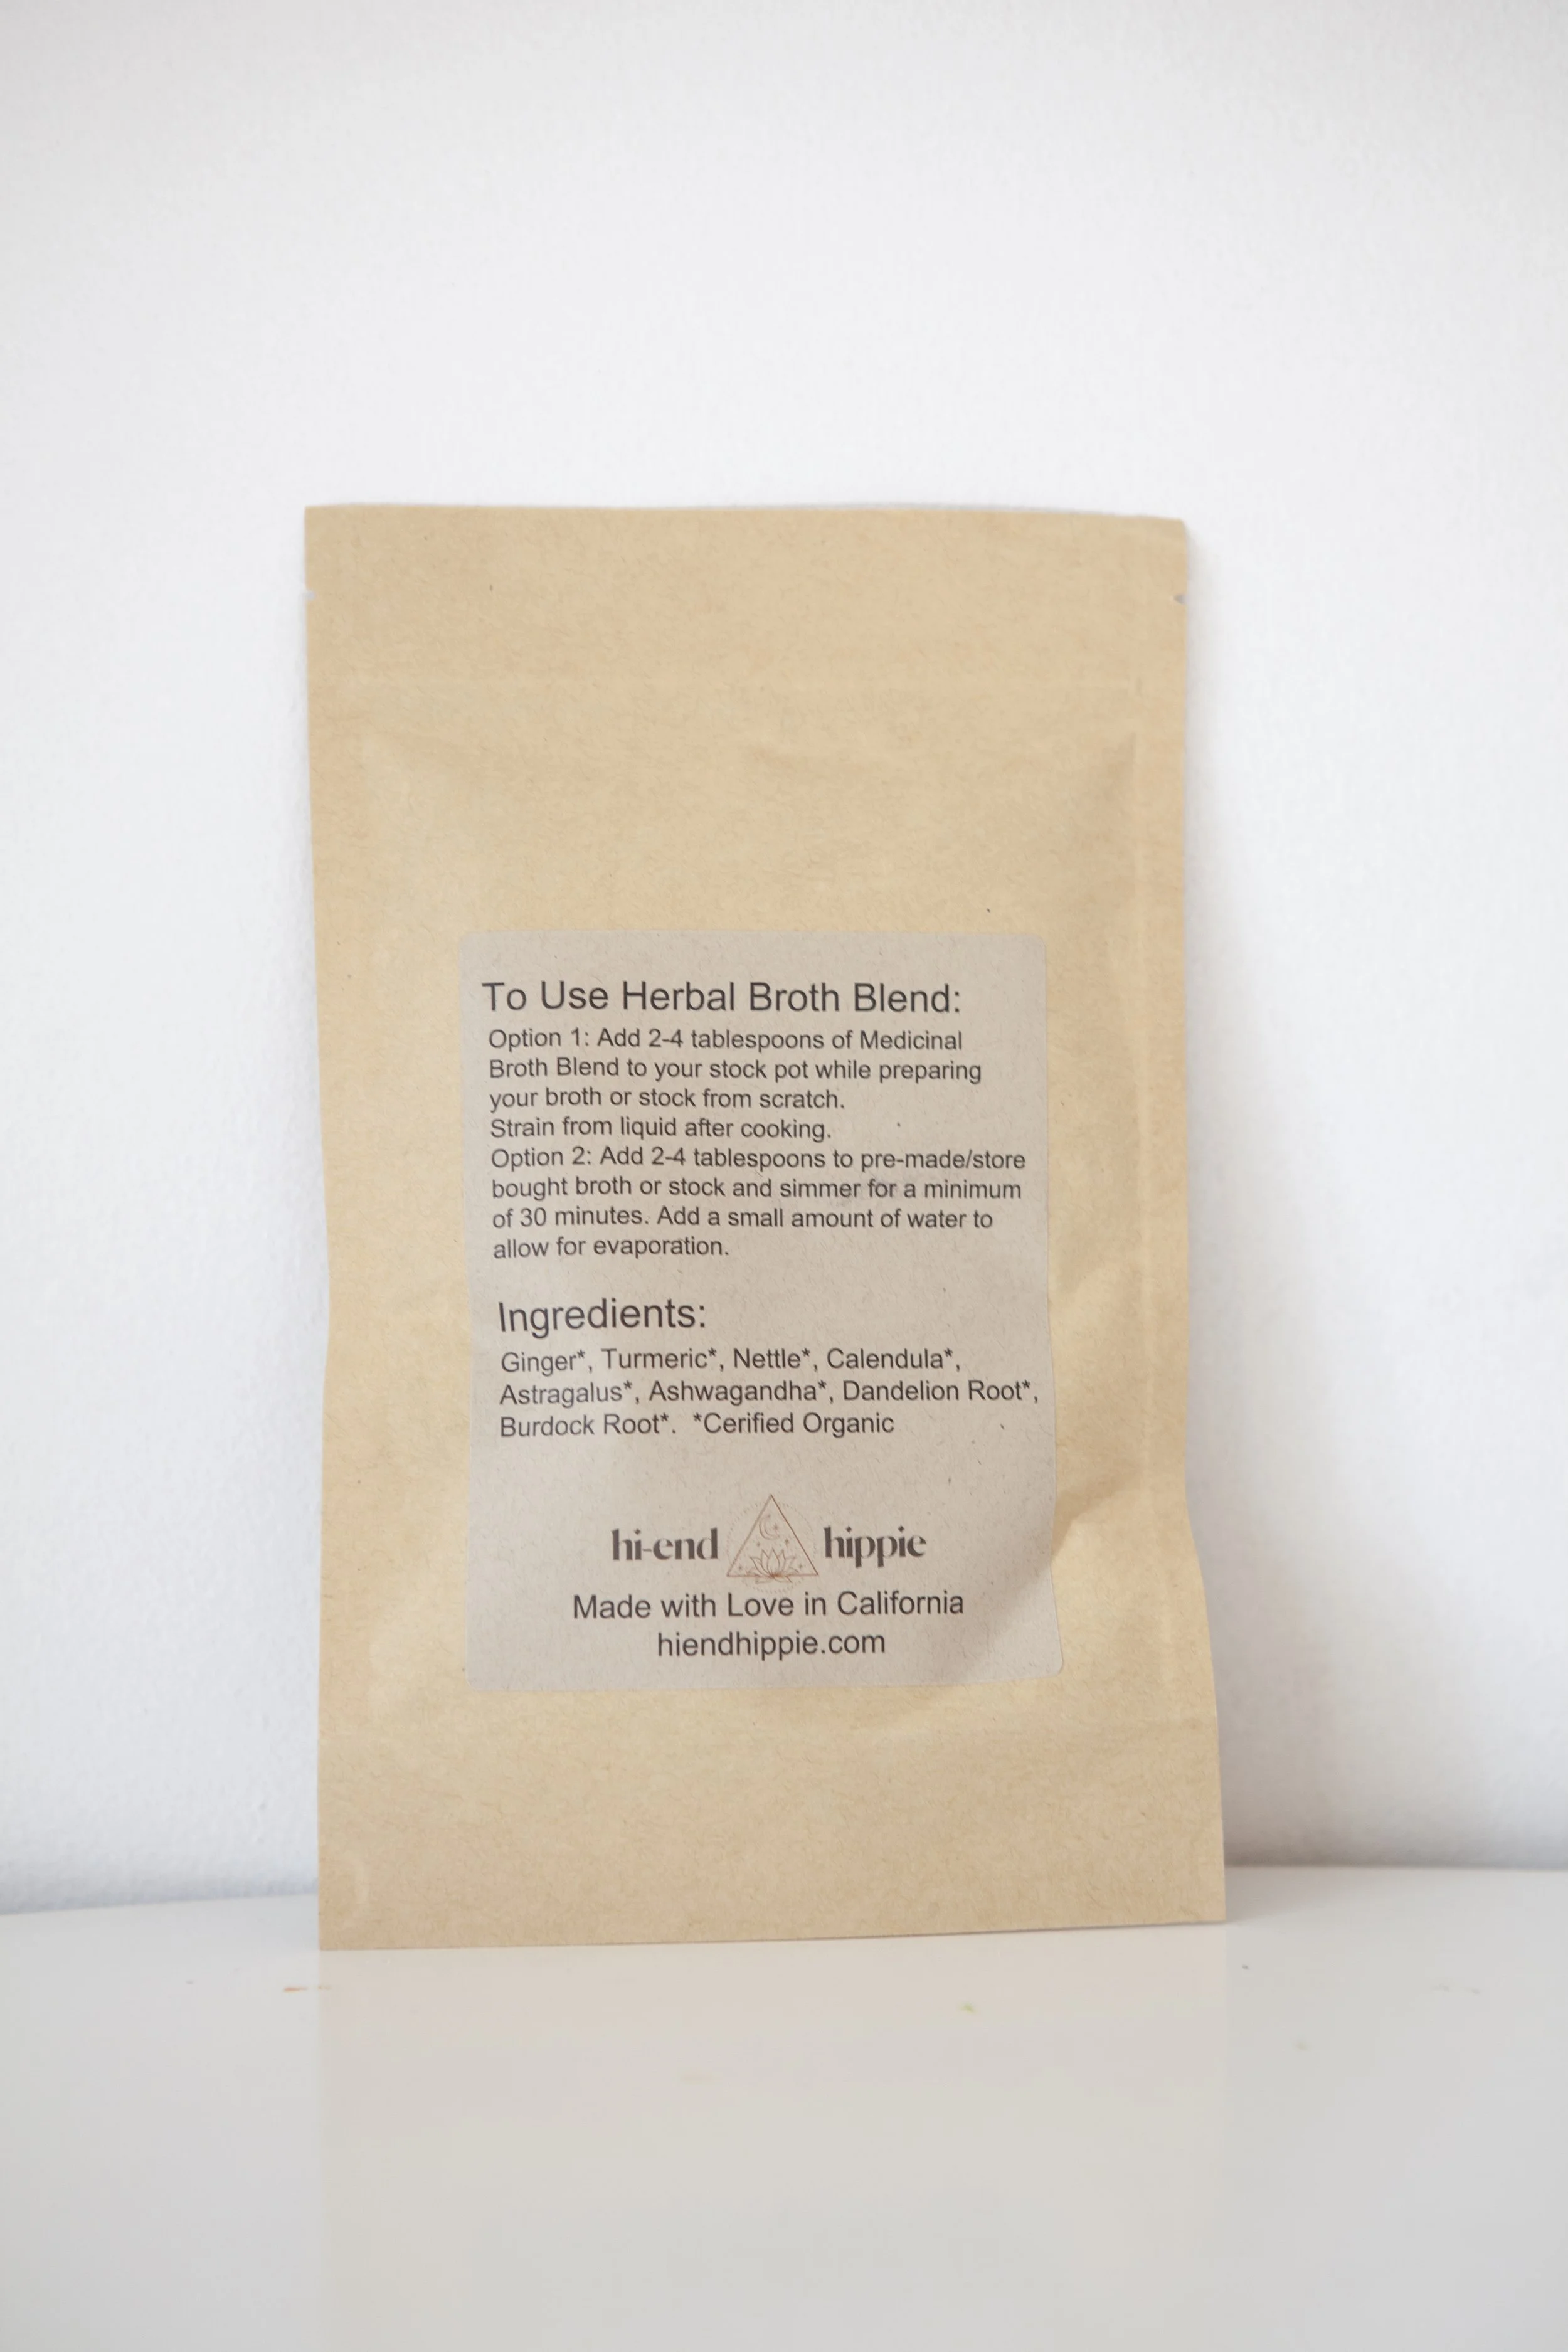 To Use Herbal Broth Blend:
Option 1: Add 2-4 tablespoons of Medicinal
Broth Blend to your stock pot while preparing
your broth or stock from scratch.
Strain from liquid after cooking.
Option 2: Add 2-4 tablespoons to pre-made/store
bought broth or stock and simmer for a minimum
of 30 minutes. Add a small amount of water to
allow for evaporation.
Ingredients:
Ginger*, Turmeric*, Nettle*, Calendula*,
Astragalus*, Ashwagandha*, Dandelion Root*,
Burdock Root*.  *Cerified Organic
hi-end hippie
Made with Love in California
hiendhippie.com